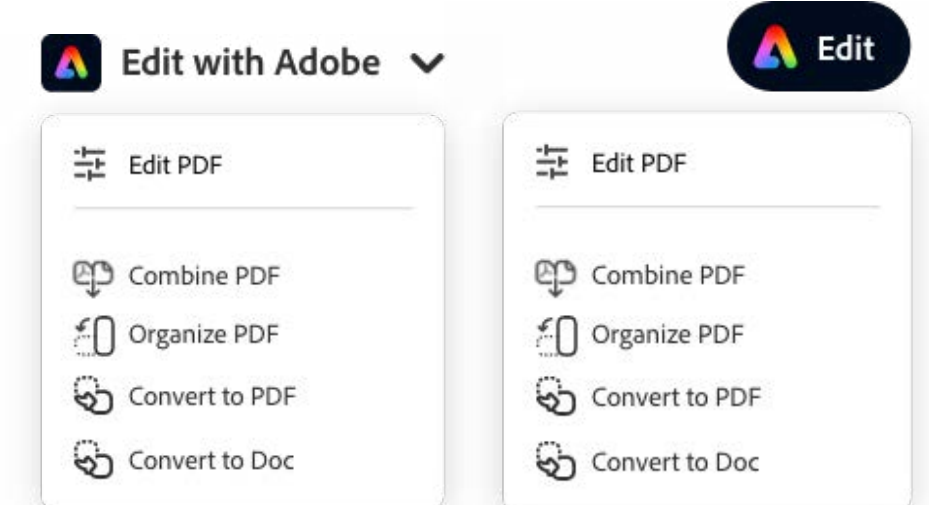 Edit with Adobe
Edit PDF
Combine PDF
Organize PDF
Convert to PDF
Convert to Doc
Edit
Edit PDF
Combine PDF
Organize PDF
Convert to PDF
Convert to Doc